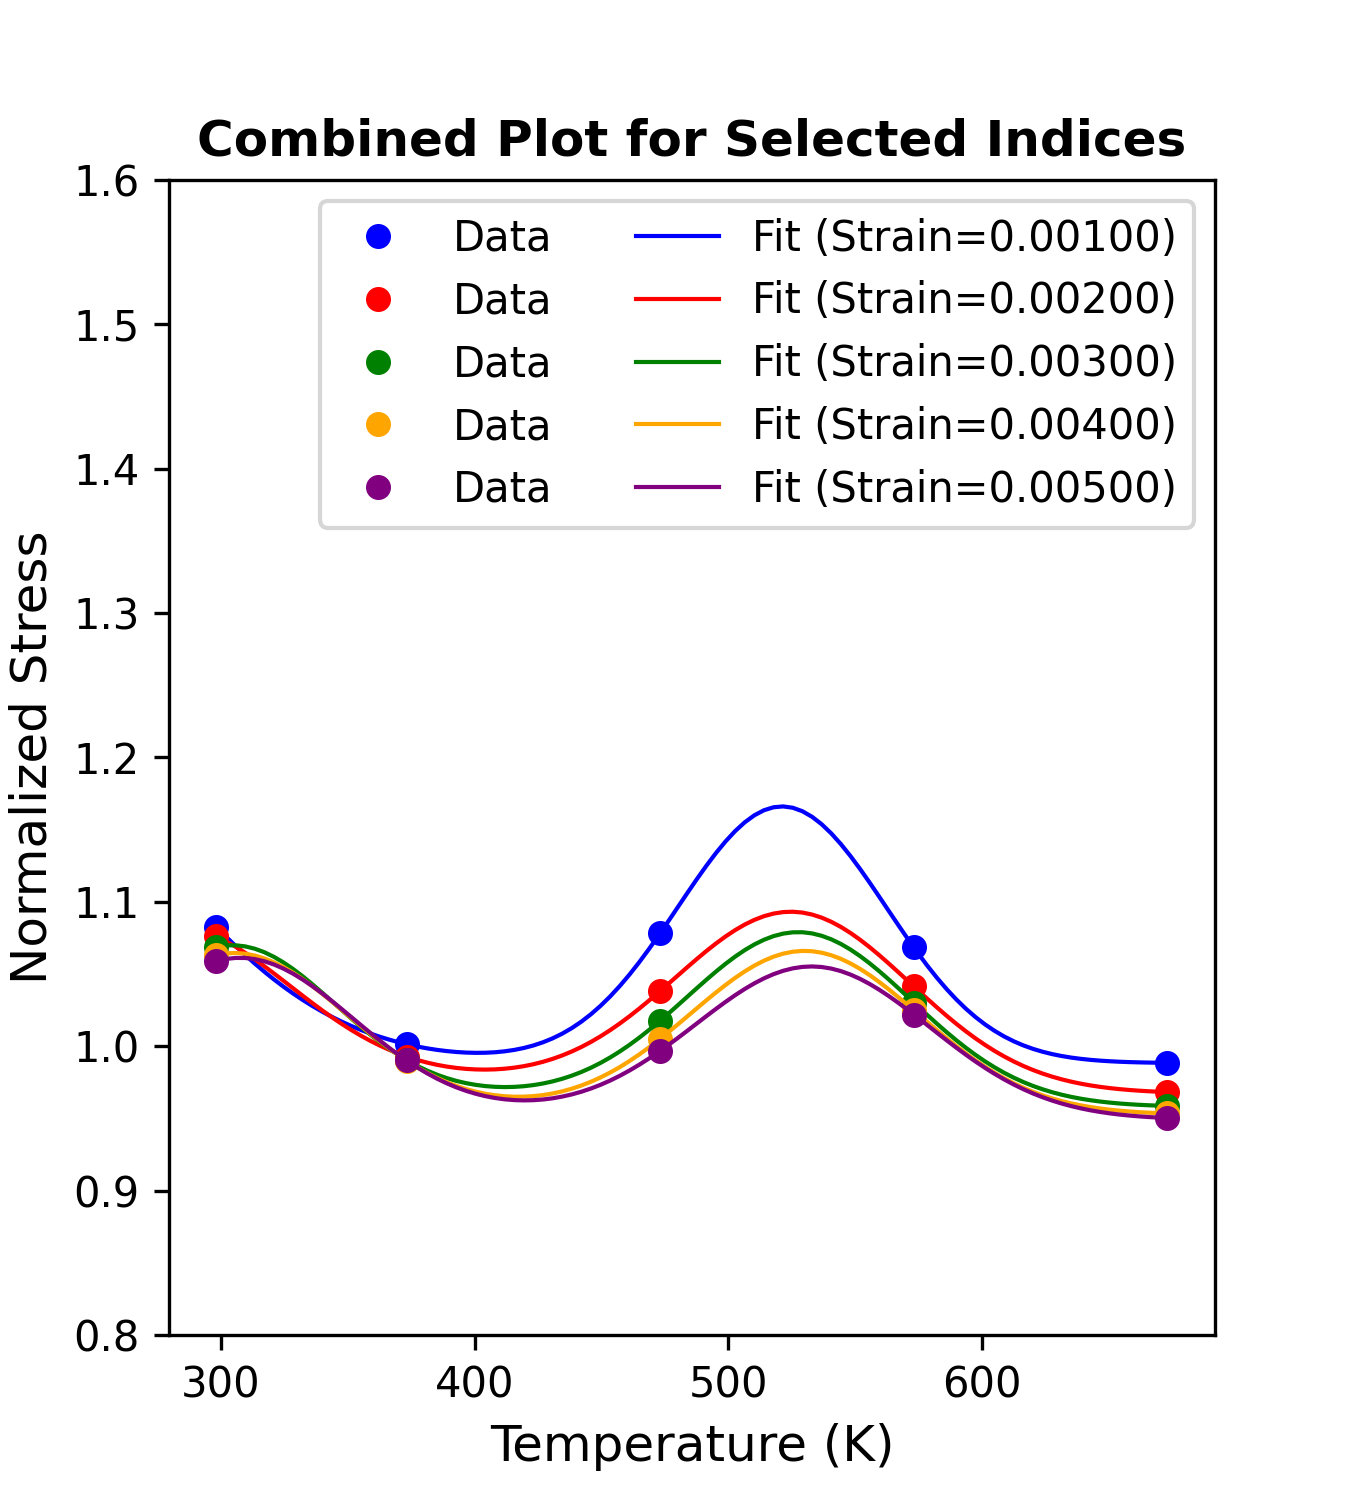 Combined Plot for Selected Indices
1.6
1.5
1.4
1.3
1.2
1.1
1.0
0.9
0.8
Normalized Stress
Data Fit (Strain=0.00100)
Data Fit (Strain=0.00200)
Data Fit (Strain=0.00300)
Data Fit (Strain=0.00400)
Data Fit (Strain=0.00500)
300 400 500 600
Temperature (K)